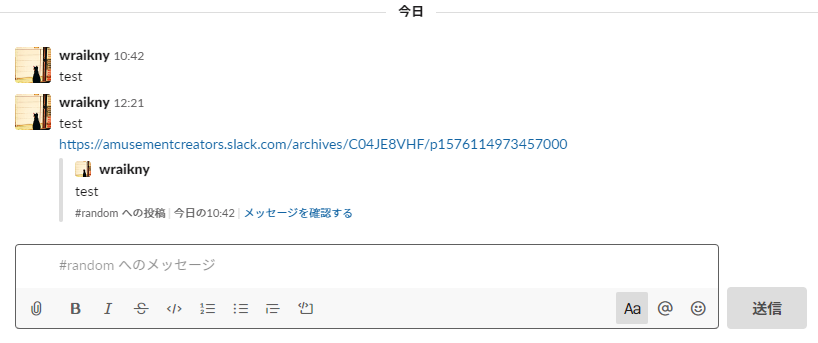 今日
wraikny 10:42
test
wraikny 12:21
test
https://amusementcreators.slack.com/archives/C04JE8VHF/p1576114973457000
wraikny
test
#random への投稿 | 今日の10:42 | メッセージを確認する
#random へのメッセージ
B I S </> Aa @ 送信